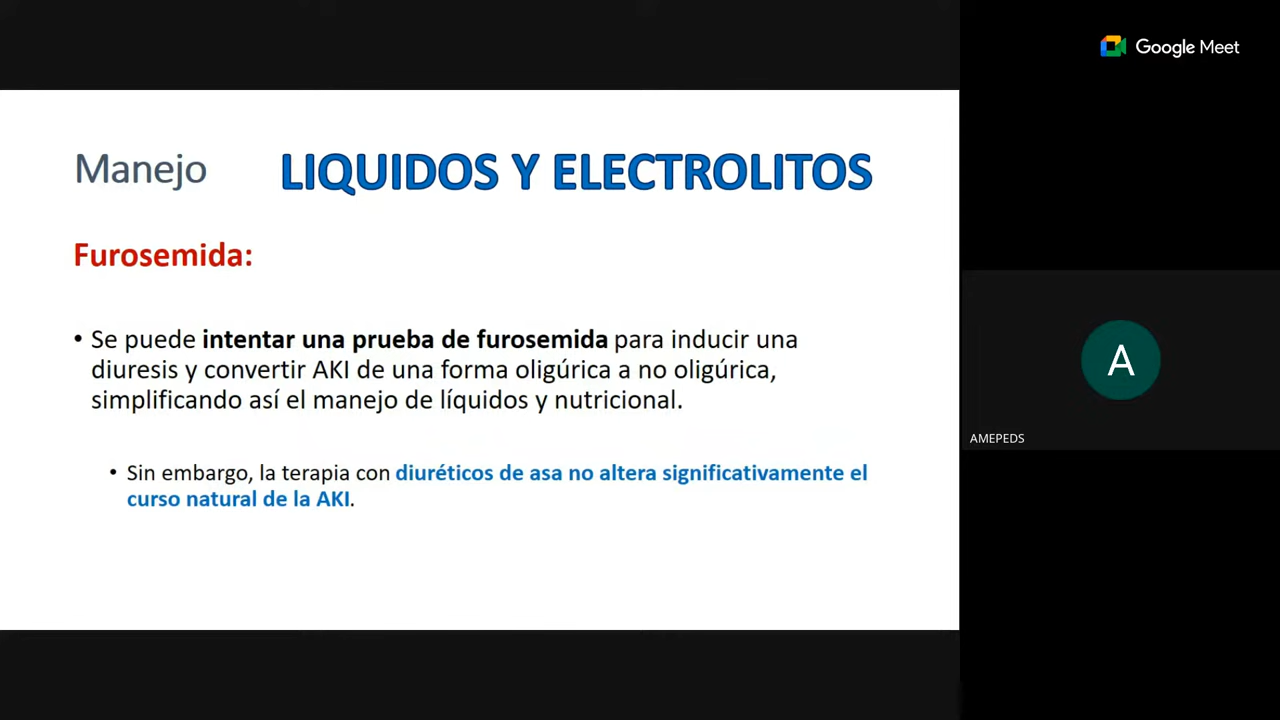 Google Meet
Manejo LIQUIDOS Y ELECTROLITOS
Furosemida:
• Se puede intentar una prueba de furosemida para inducir una
diuresis y convertir AKI de una forma oligúrica a no oligúrica,
simplificando así el manejo de líquidos y nutricional.
• Sin embargo, la terapia con diuréticos de asa no altera significativamente el
curso natural de la AKI.
A
AMEPEDS